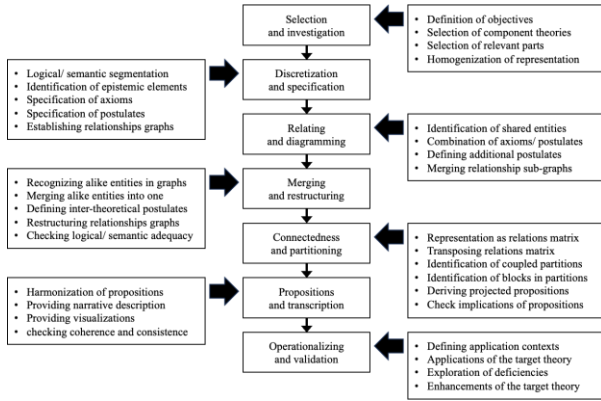 Selection
and investigation
• Definition of objectives
• Selection of component theories
• Selection of relevant parts
• Homogenization of representation
• Logical/ semantic segmentation
• Identification of epistemic elements
• Specification of axioms
• Specification of postulates
• Establishing relationships graphs
Discretization
and specification
Relating
and diagramming
• Identification of shared entities
• Combination of axioms/ postulates
• Defining additional postulates
• Merging relationship sub-graphs
• Recognizing alike entities in graphs
• Merging alike entities into one
• Defining inter-theoretical postulates
• Restructuring relationships graphs
• Checking logical/ semantic adequacy
Merging
and restructuring
Connectedness
and partitioning
• Representation as relations matrix
• Transposing relations matrix
• Identification of coupled partitions
• Identification of blocks in partitions
• Deriving projected propositions
• Check implications of propositions
• Harmonization of propositions
• Providing narrative description
• Providing visualizations
• checking coherence and consistence
Propositions
and transcription
Operationalizing
and validation
• Defining application contexts
• Applications of the target theory
• Exploration of deficiencies
• Enhancements of the target theory